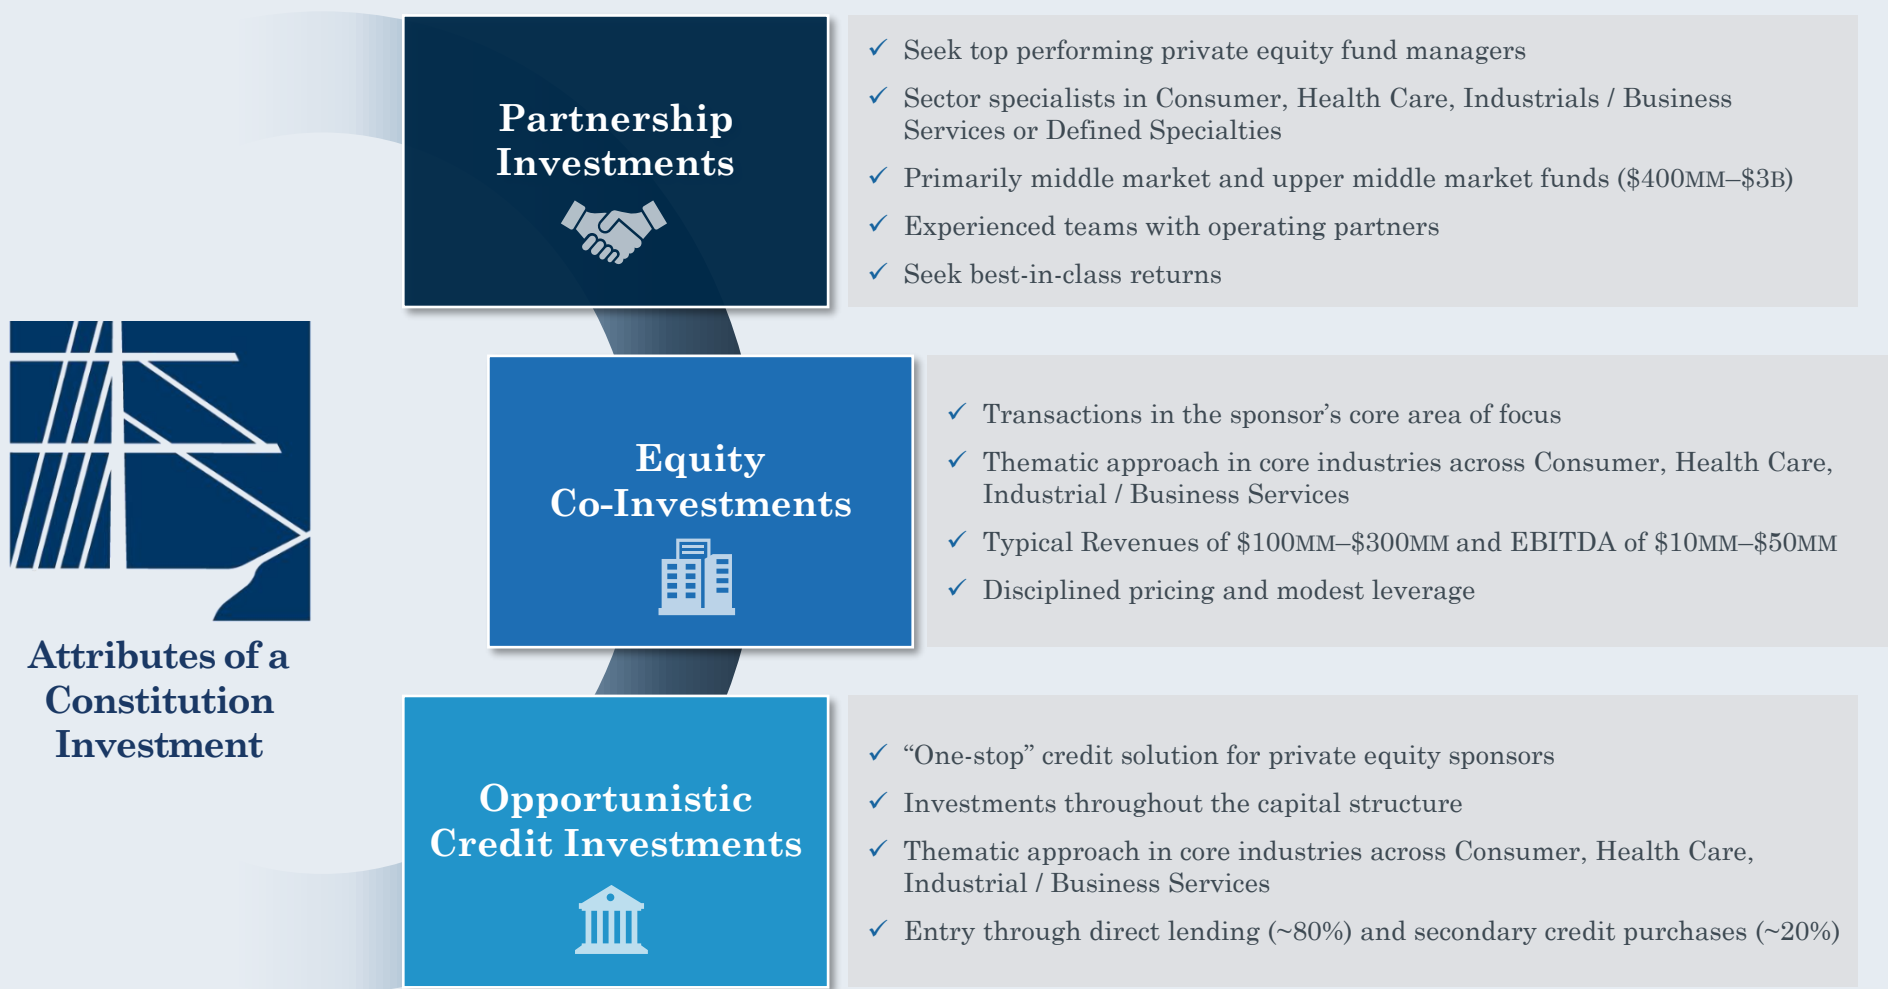 Partnership
Investments
✓ Seek top performing private equity fund managers
✓ Sector specialists in Consumer, Health Care, Industrials / Business
Services or Defined Specialties
✓ Primarily middle market and upper middle market funds ($400MM–$3B)
✓ Experienced teams with operating partners
✓ Seek best-in-class returns
Attributes of a
Constitution
Investment
Equity
Co-Investments
✓ Transactions in the sponsor’s core area of focus
✓ Thematic approach in core industries across Consumer, Health Care,
Industrial / Business Services
✓ Typical Revenues of $100MM–$300MM and EBITDA of $10MM–$50MM
✓ Disciplined pricing and modest leverage
Opportunistic
Credit Investments
✓ “One-stop” credit solution for private equity sponsors
✓ Investments throughout the capital structure
✓ Thematic approach in core industries across Consumer, Health Care,
Industrial / Business Services
✓ Entry through direct lending (~80%) and secondary credit purchases (~20%)